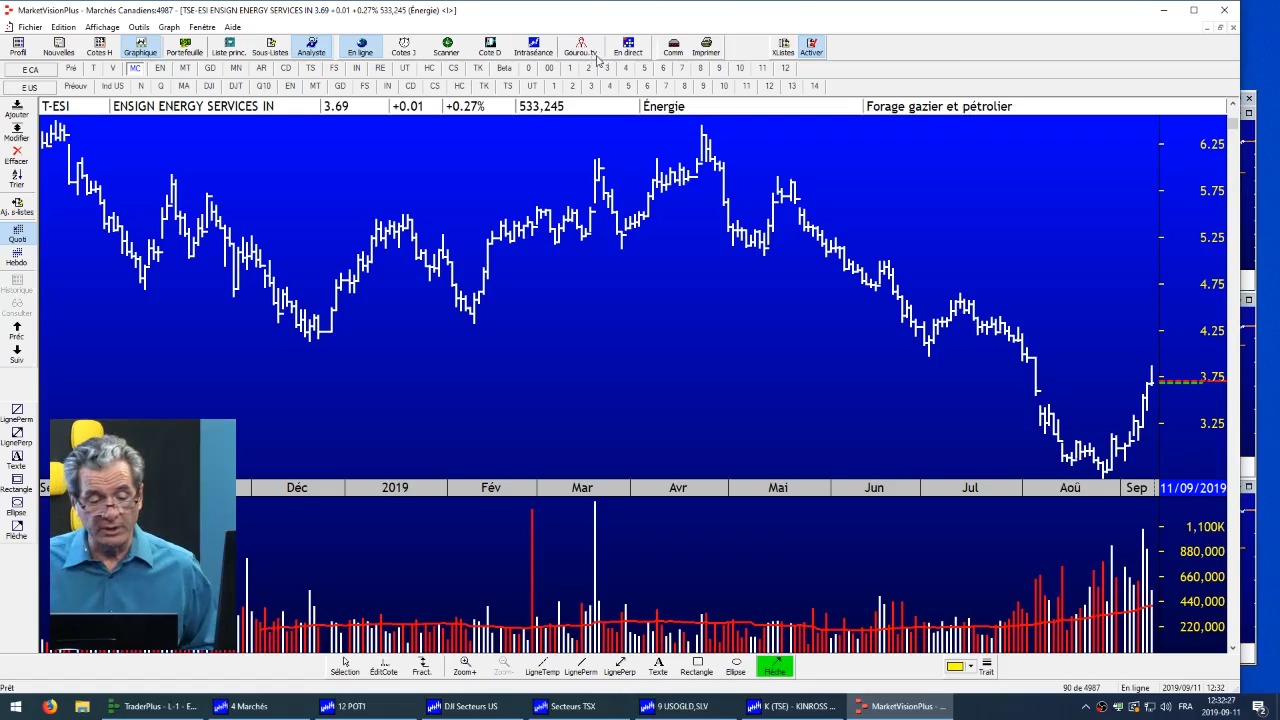 MarketVisionPlus - Marchés Canadiens:4987 - [TSE-ESI ENSIGN ENERGY SERVICES IN 3.69 +0.01 +0.27% 533,245 (Énergie) <I>]
Fichier Edition Affichage Outils Graph Fenêtre Aide
Profil Nouvelles Cotes H Graphique Portefeuille Liste princ. Sous-Listes Analyste En ligne Cotes J Scanner Cote D Intraséance Gourou.tv En direct Comm Imprimer XListes Activer
E CA Pré T V MC EN MT GD MN AR CD TS FS IN RE UT HC CS TK Beta 0 00 1 2 3 4 5 6 7 8 9 10 11 12
E US Préouv Ind US N Q MA DJI DJT Q10 EN MT GD FS IN CD CS HC TK TS UT 1 2 3 4 5 6 7 8 9 10 11 12 13 14
Ajouter
Modifier
Effacer
Trier
Aj. s-listes
Quoti
Hebdo
Historique
Consulter
Préc
Suiv
LignePerm
LignePerp
Texte
Rectangle
Ellipse
Flêche
T-ESI ENSIGN ENERGY SERVICES IN 3.69 +0.01 +0.27% 533,245 Énergie Forage gazier et pétrolier
6.25
5.75
5.25
4.75
4.25
3.75
3.25
Déc 2019 Fév Mar Avr Mai Jun Jul Aoû Sep 11/09/2019
1,100K
880,000
660,000
440,000
220,000
Sélection ÉditCote Fract. Zoom+ Zoom- LigneTemp LignePerm LignePerp Texte Rectangle Ellipse Flêche Trait
Prêt 90 de 4987 En ligne 2019/09/11 12:32
TraderPlus - L-1 - E... 4 Marchés 12 POT1 DJI Secteurs US Secteurs TSX 9 USOGLD,SLV K (TSE) - KINROSS ... MarketVisionPlus - ... FRA 12:32:27
2019-09-11 2